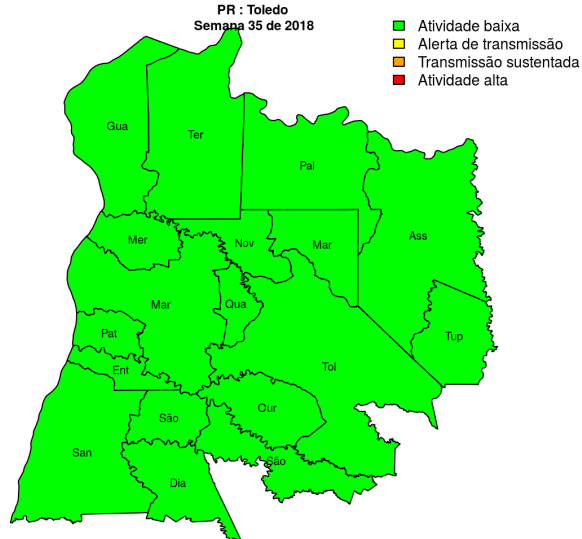 PR : Toledo
Semana 35 de 2018
Atividade baixa
Alerta de transmissão
Transmissão sustentada
Atividade alta
Gua
Ter
Pal
Ass
Mer
Nov
Mar
Mar
Qua
Pat
Tup
Ent
Tol
São
Our
San
São
Dia